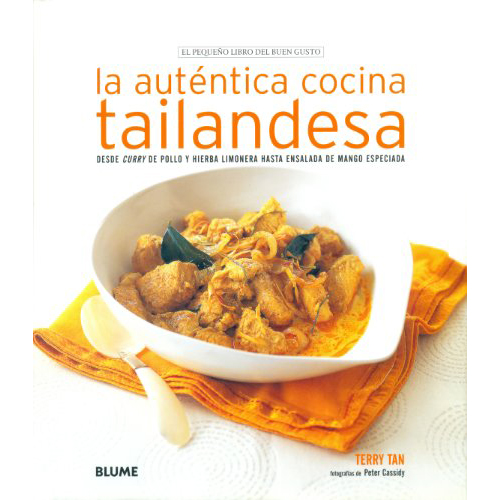 EL PEQUEÑO LIBRO DEL BUEN GUSTO
la auténtica cocina
tailandesa
DESDE CURRY DE POLLO Y HIERBA LIMONERA HASTA ENSALADA DE MANGO ESPECIADA
TERRY TAN
fotografías de Peter Cassidy
BLUME